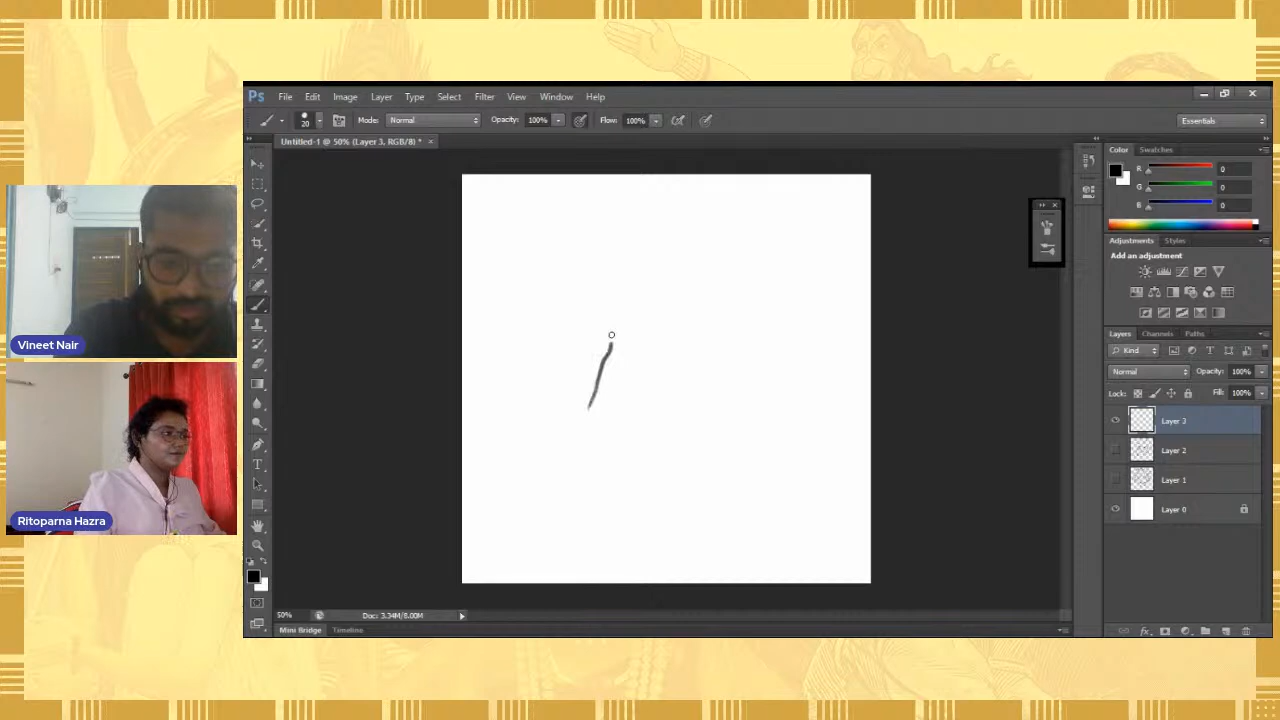 Ps File Edit Image Layer Type Select Filter View Window Help
20 Mode: Normal Opacity: 100% Flow: 100% Essentials
Untitled-1 @ 50% (Layer 3, RGB/8) *
Color Swatches
R 0
G 0
B 0
Adjustments Styles
Add an adjustment
Vineet Nair
Ritoparna Hazra
Layers Channels Paths
Kind
Normal Opacity: 100%
Lock: Fill: 100%
Layer 3
Layer 2
Layer 1
Layer 0
50% Doc: 3.34M/8.00M
Mini Bridge Timeline